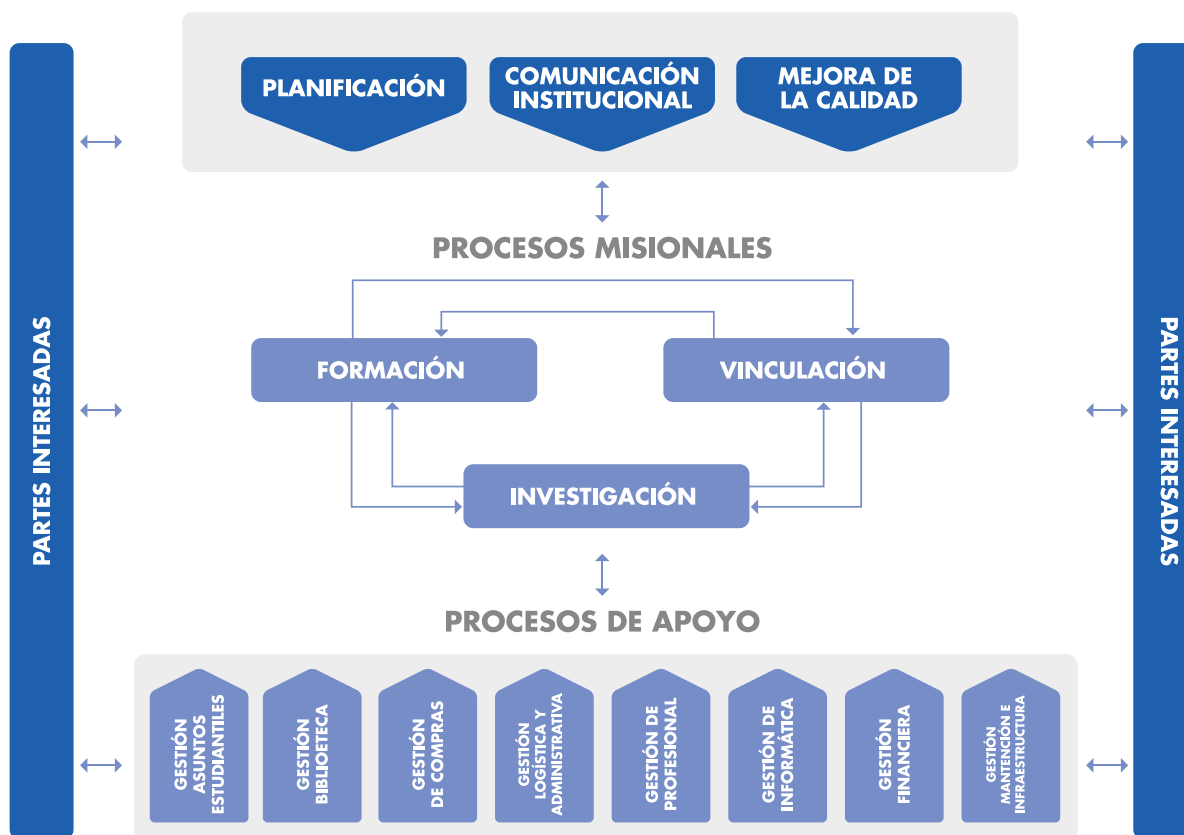 PLANIFICACIÓN
COMUNICACIÓN
INSTITUCIONAL
MEJORA DE
LA CALIDAD
PARTES INTERESADAS
PROCESOS MISIONALES
FORMACIÓN
VINCULACIÓN
INVESTIGACIÓN
PARTES INTERESADAS
PROCESOS DE APOYO
GESTIÓN
ASUNTOS
ESTUDIANTILES
GESTIÓN
BIBLIOETECA
GESTIÓN
DE COMPRAS
GESTIÓN
LOGÍSTICA Y
ADMINISTRATIVA
GESTIÓN DE
PROFESIONAL
GESTIÓN DE
INFORMÁTICA
GESTIÓN
FINANCIERA
GESTIÓN
MANTENCIÓN E
INFRAESTRUCTURA